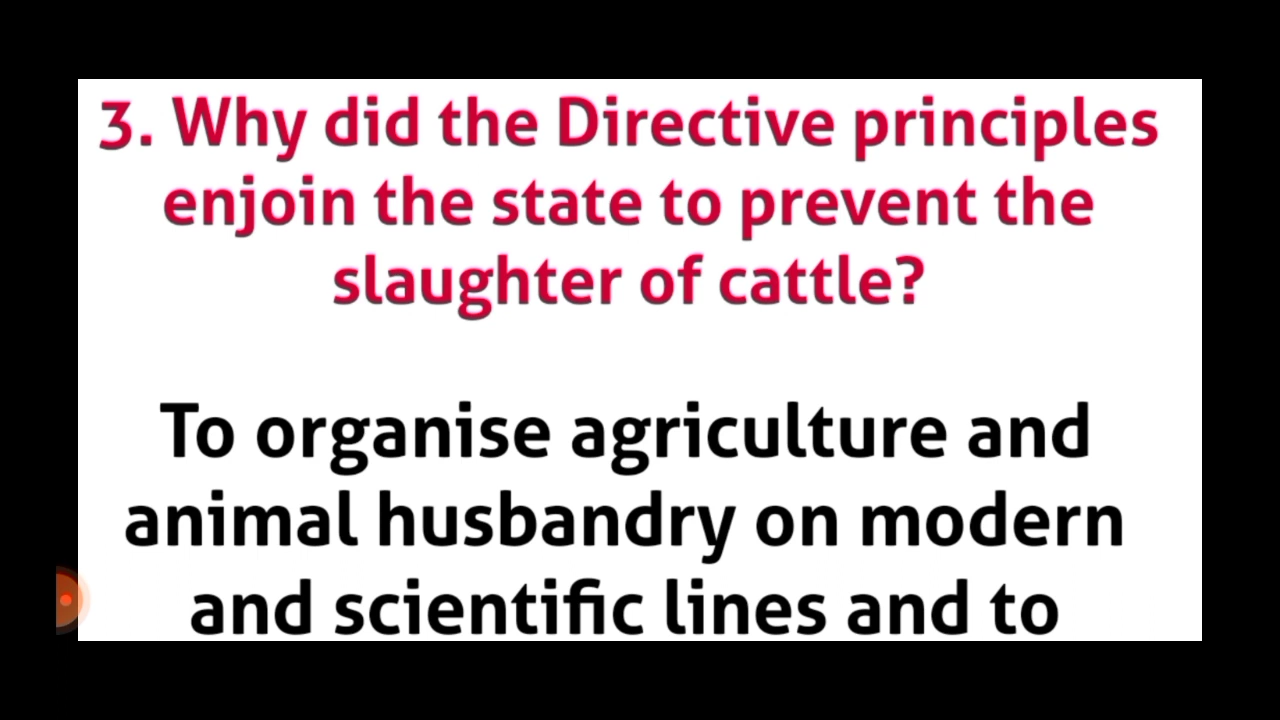 3. Why did the Directive principles
enjoin the state to prevent the
slaughter of cattle?
To organise agriculture and
animal husbandry on modern
and scientific lines and to